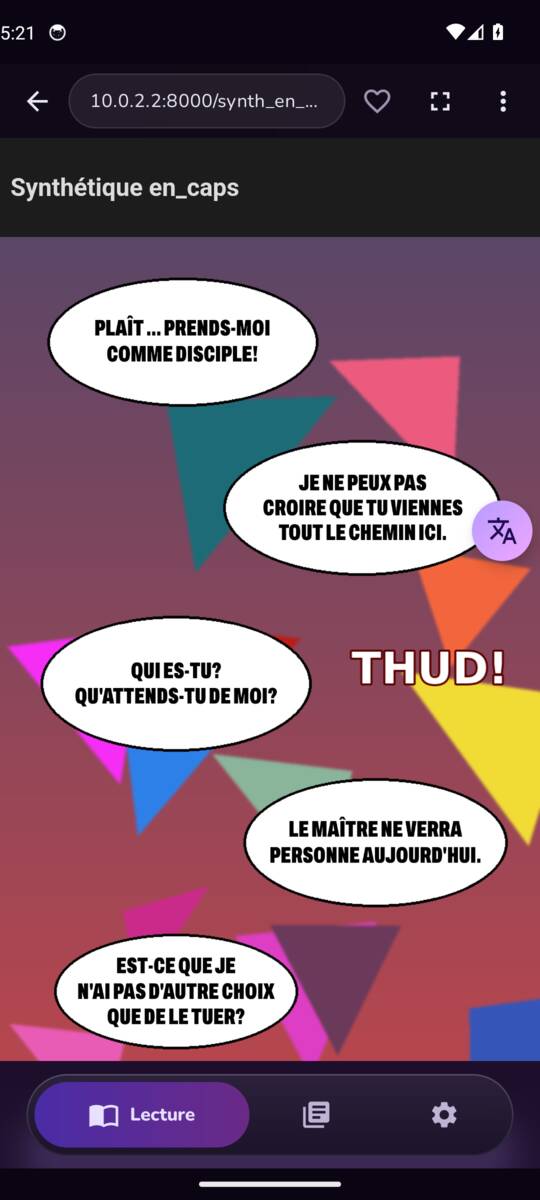 5:21
10.0.2.2:8000/synth_en_...
Synthétique en_caps
PLAÎT ... PRENDS-MOI
COMME DISCIPLE!
JE NE PEUX PAS
CROIRE QUE TU VIENNES
TOUT LE CHEMIN ICI.
QUI ES-TU?
QU'ATTENDS-TU DE MOI?
THUD!
LE MAÎTRE NE VERRA
PERSONNE AUJOURD'HUI.
EST-CE QUE JE
N'AI PAS D'AUTRE CHOIX
QUE DE LE TUER?
Lecture